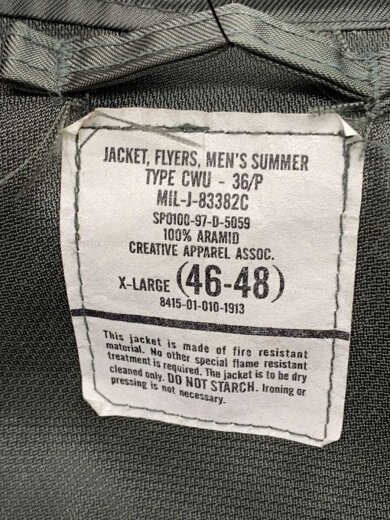 JACKET, FLYERS, MEN'S SUMMER
TYPE CWU - 36/P
MIL-J-83382C
SPO100-97-D-5059
100% ARAMID
CREATIVE APPAREL ASSOC.
X-LARGE (46-48)
8415-01-010-1913
This jacket is made of fire resistant
material. No other special flame resistant
treatment is required. The jacket is to be dry
cleaned only. DO NOT STARCH. Ironing or
pressing is not necessary.